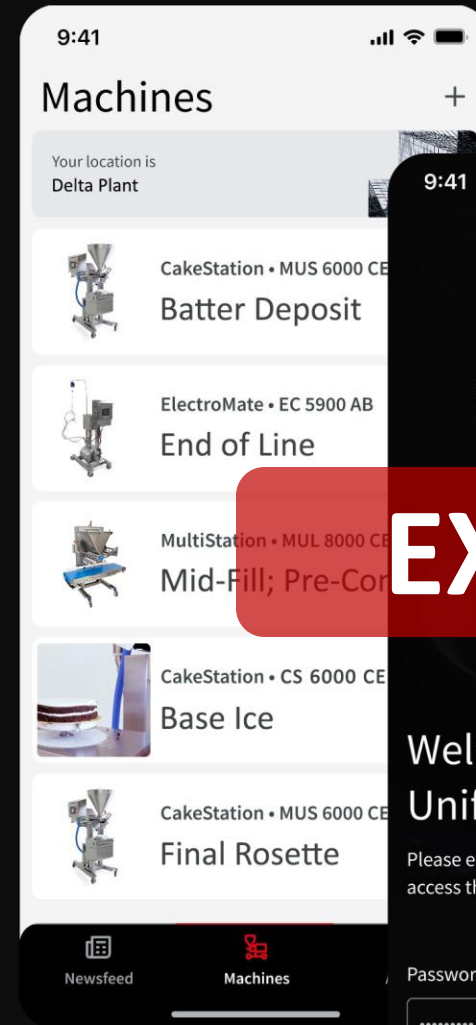 9:41
Machines
Your location is
Delta Plant
CakeStation • MUS 6000 CE
Batter Deposit
ElectroMate • EC 5900 AB
End of Line
MultiStation • MUL 8000 CE
Mid-Fill; Pre-Cor
CakeStation • CS 6000 CE
Base Ice
CakeStation • MUS 6000 CE
Final Rosette
Newsfeed
Machines
9:41
EX
Wel
Unif
Please e
access th
Passwor